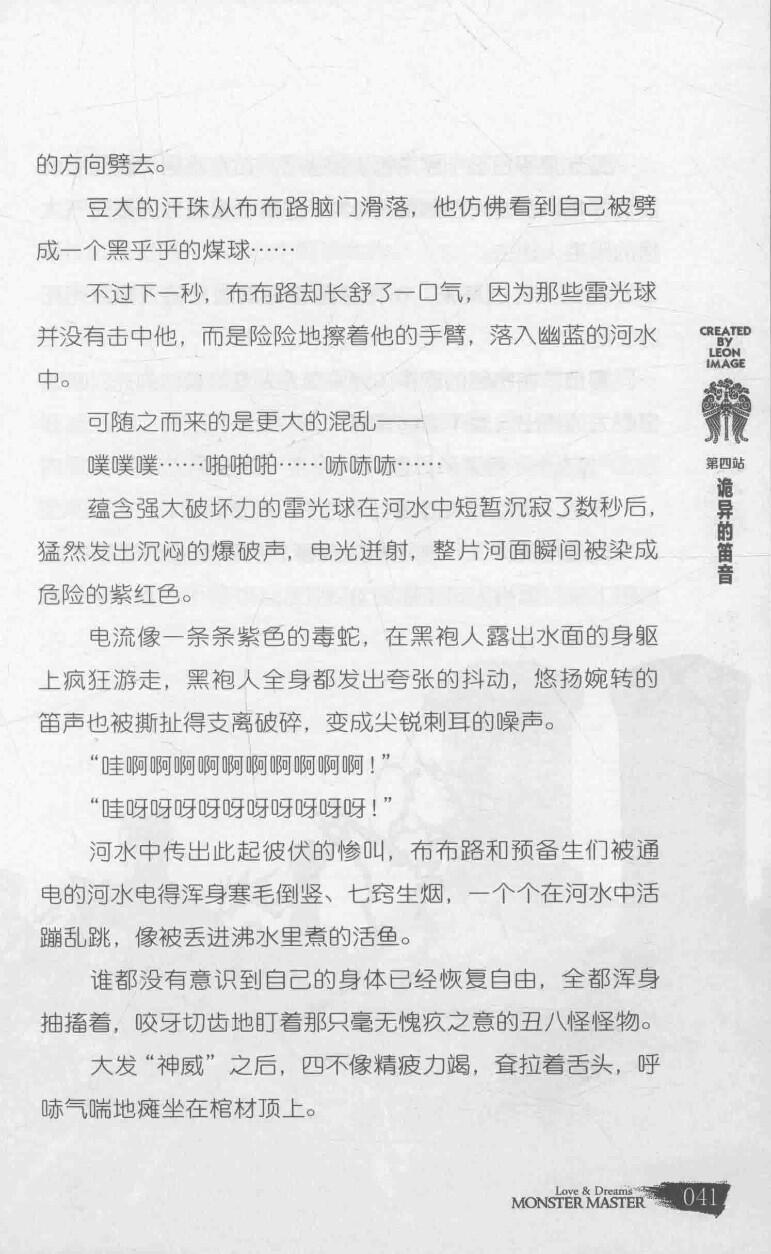 的方向劈去。
豆大的汗珠从布布路脑门滑落，他仿佛看到自己被劈
成一个黑乎乎的煤球……
不过下一秒，布布路却长舒了一口气，因为那些雷光球
并没有击中他，而是险险地擦着他的手臂，落入幽蓝的河水
中。
可随之而来的是更大的混乱——
噗噗噗……啪啪啪……哧哧哧……
蕴含强大破坏力的雷光球在河水中短暂沉寂了数秒后，
猛然发出沉闷的爆破声，电光迸射，整片河面瞬间被染成
危险的紫红色。
电流像一条条紫色的毒蛇，在黑袍人露出水面的身躯
上疯狂游走，黑袍人全身都发出夸张的抖动，悠扬婉转的
笛声也被撕扯得支离破碎，变成尖锐刺耳的噪声。
“哇啊啊啊啊啊啊啊啊啊啊！”
“哇呀呀呀呀呀呀呀呀呀呀！”
河水中传出此起彼伏的惨叫，布布路和预备生们被通
电的河水电得浑身寒毛倒竖、七窍生烟，一个个在河水中活
蹦乱跳，像被丢进沸水里煮的活鱼。
谁都没有意识到自己的身体已经恢复自由，全都浑身
抽搐着，咬牙切齿地盯着那只毫无愧疚之意的丑八怪怪物。
大发“神威”之后，四不像精疲力竭，耷拉着舌头，呼
哧气喘地瘫坐在棺材顶上。
CREATED
BY
LEON
IMAGE
第四站
诡异的笛音
Love & Dreams
MONSTER MASTER
041